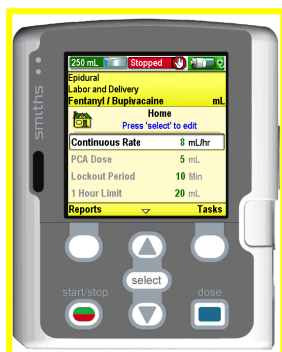 250 mL Stopped
Epidural
Labor and Delivery
Fentanyl / Bupivacaine mL
Home
Press 'select' to edit
Continuous Rate 8 mL/hr
PCA Dose 5 mL
Lockout Period 10 Min
1 Hour Limit 20 mL
Reports Tasks
smiths
select
start/stop dose